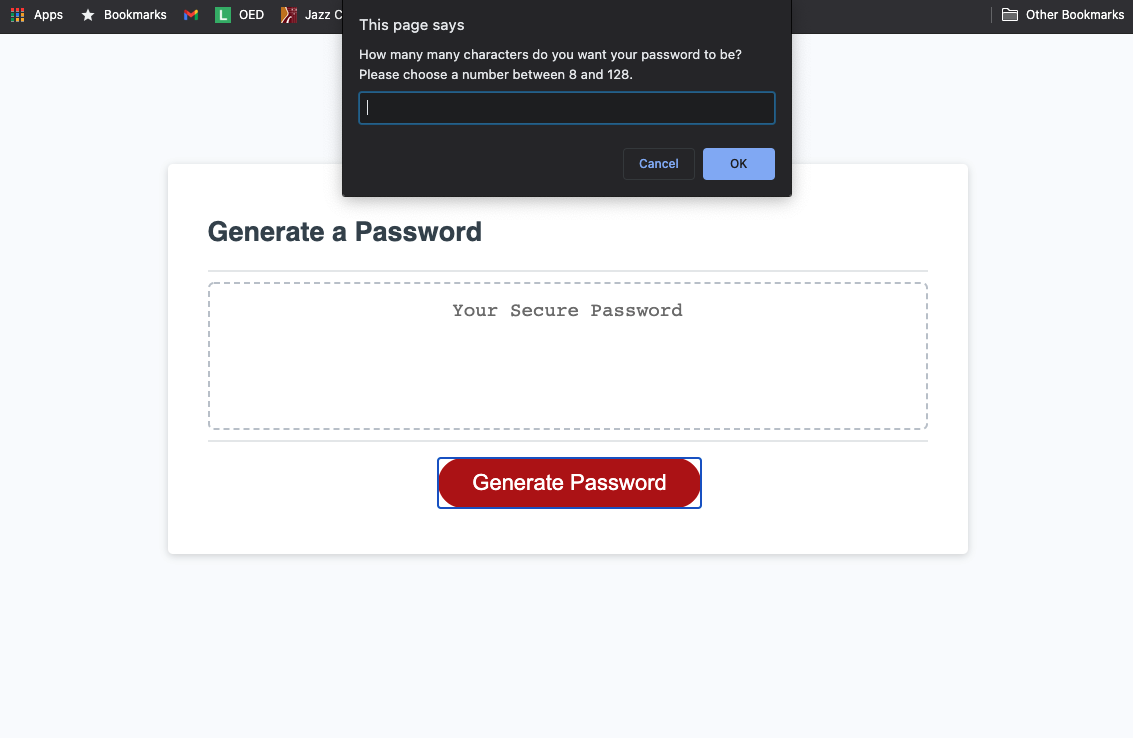 Apps Bookmarks L OED Jazz C Other Bookmarks
This page says
How many many characters do you want your password to be?
Please choose a number between 8 and 128.
Cancel OK
Generate a Password
Your Secure Password
Generate Password